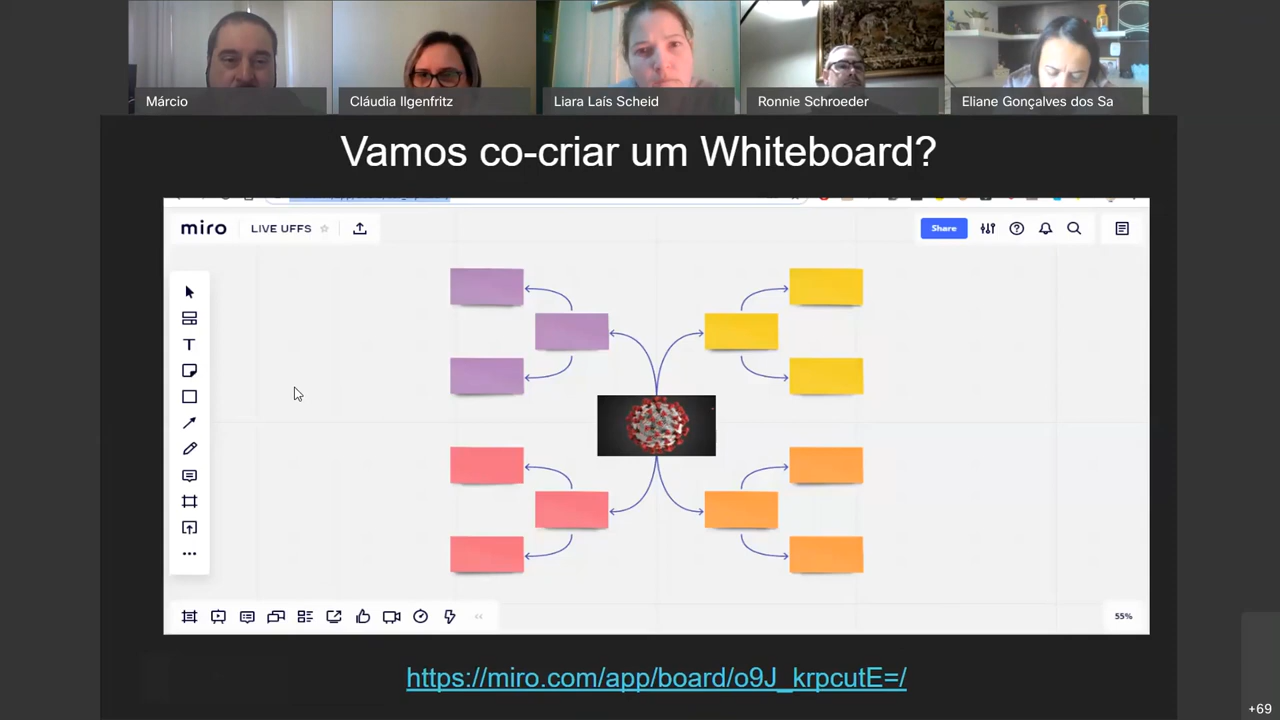 Márcio
Cláudia Ilgenfritz
Liara Laís Scheid
Ronnie Schroeder
Eliane Gonçalves dos Sa
Vamos co-criar um Whiteboard?
miro
LIVE UFFS
Share
55%
https://miro.com/app/board/o9J_krpcutE=/
+69